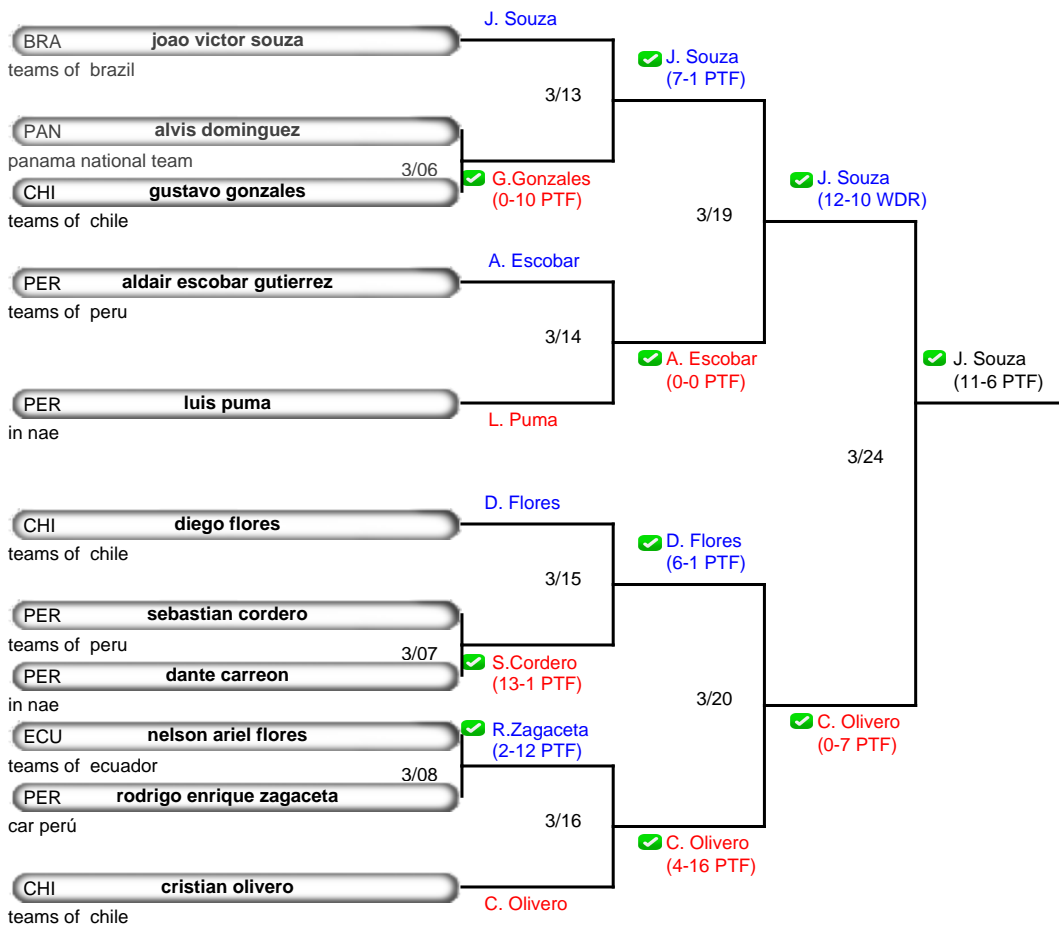 J. Souza
BRA joao victor souza
teams of brazil
J. Souza
(7-1 PTF)
3/13
PAN alvis dominguez
panama national team
3/06
G.Gonzales
(0-10 PTF)
CHI gustavo gonzales
teams of chile
J. Souza
(12-10 WDR)
3/19
A. Escobar
PER aldair escobar gutierrez
teams of peru
3/14
A. Escobar
(0-0 PTF)
PER luis puma
in nae
L. Puma
J. Souza
(11-6 PTF)
3/24
D. Flores
CHI diego flores
teams of chile
D. Flores
(6-1 PTF)
3/15
PER sebastian cordero
teams of peru
3/07
S.Cordero
(13-1 PTF)
PER dante carreon
in nae
3/20
C. Olivero
(0-7 PTF)
ECU nelson ariel flores
teams of ecuador
R.Zagaceta
(2-12 PTF)
3/08
PER rodrigo enrique zagaceta
car perú
3/16
C. Olivero
(4-16 PTF)
CHI cristian olivero
teams of chile
C. Olivero